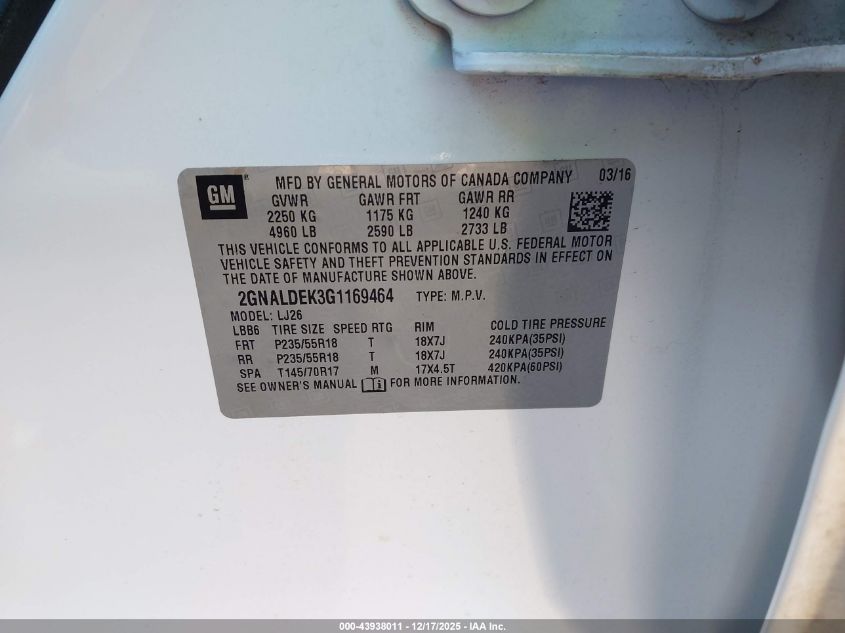 GM ® MFD BY GENERAL MOTORS OF CANADA COMPANY 03/16
GVWR GAWR FRT GAWR RR
2250 KG 1175 KG 1240 KG
4960 LB 2590 LB 2733 LB
THIS VEHICLE CONFORMS TO ALL APPLICABLE U.S. FEDERAL MOTOR
VEHICLE SAFETY AND THEFT PREVENTION STANDARDS IN EFFECT ON
THE DATE OF MANUFACTURE SHOWN ABOVE.
2GNALDEK3G1169464 TYPE: M.P.V.
MODEL: LJ26
LBB6 TIRE SIZE SPEED RTG RIM COLD TIRE PRESSURE
FRT P235/55R18 T 18X7J 240KPA(35PSI)
RR P235/55R18 T 18X7J 240KPA(35PSI)
SPA T145/70R17 M 17X4.5T 420KPA(60PSI)
SEE OWNER'S MANUAL FOR MORE INFORMATION.
000-43938011 - 12/17/2025 - IAA Inc.